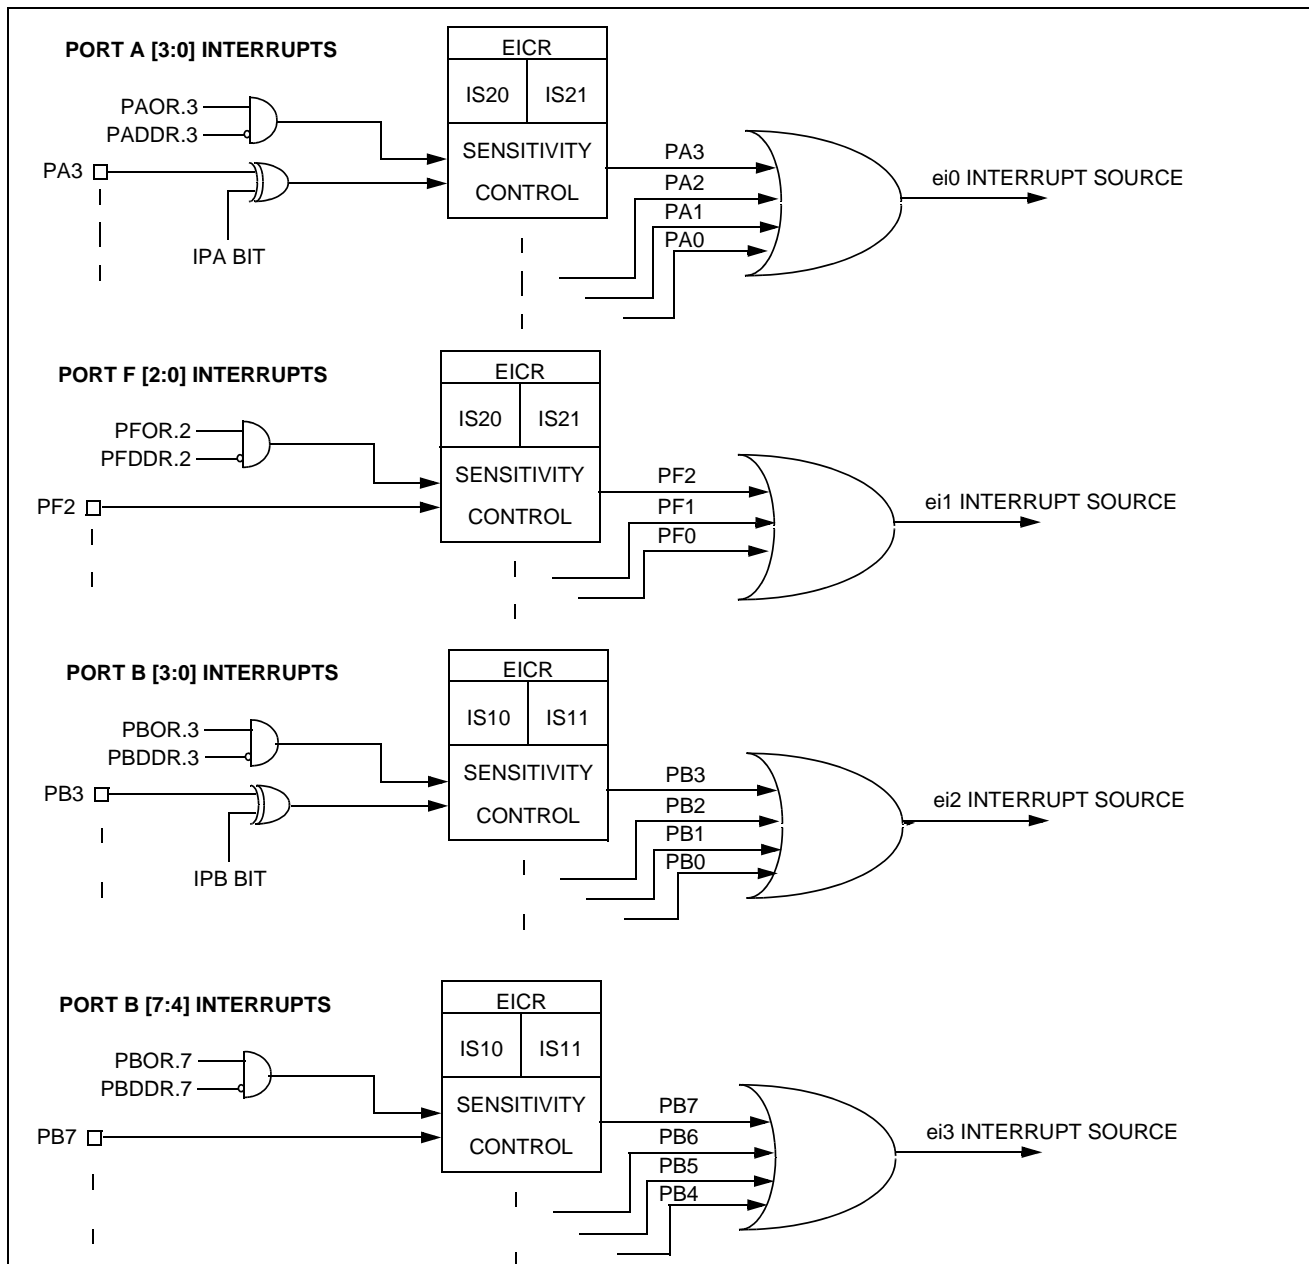 PORT A [3:0] INTERRUPTS
EICR
IS20 IS21
PAOR.3
PADDR.3
SENSITIVITY
CONTROL
PA3
IPA BIT
PA3
PA2
PA1
PA0
ei0 INTERRUPT SOURCE
PORT F [2:0] INTERRUPTS
EICR
IS20 IS21
PFOR.2
PFDDR.2
SENSITIVITY
CONTROL
PF2
PF2
PF1
PF0
ei1 INTERRUPT SOURCE
PORT B [3:0] INTERRUPTS
EICR
IS10 IS11
PBOR.3
PBDDR.3
SENSITIVITY
CONTROL
PB3
IPB BIT
PB3
PB2
PB1
PB0
ei2 INTERRUPT SOURCE
PORT B [7:4] INTERRUPTS
EICR
IS10 IS11
PBOR.7
PBDDR.7
SENSITIVITY
CONTROL
PB7
PB7
PB6
PB5
PB4
ei3 INTERRUPT SOURCE